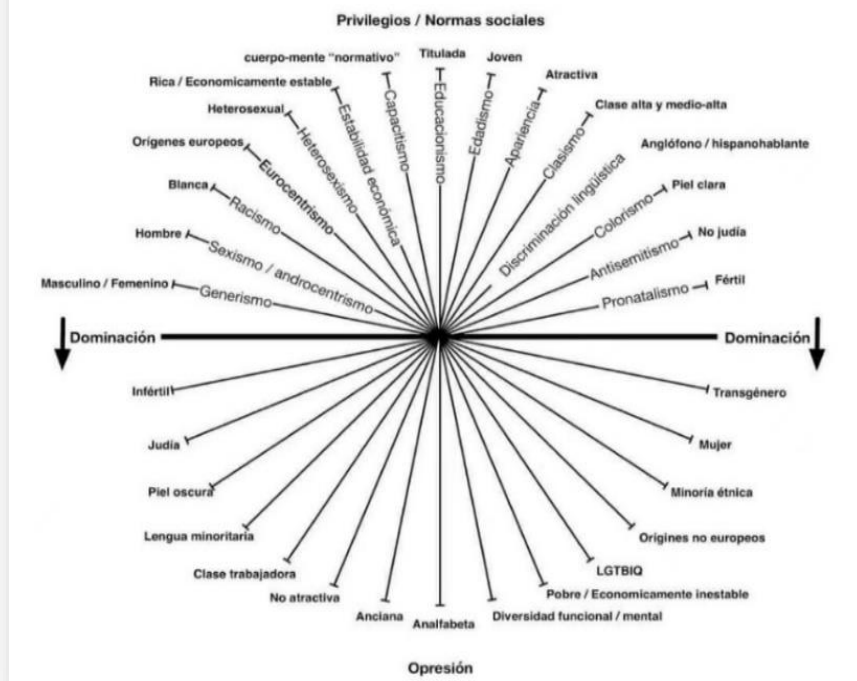 Privilegios / Normas sociales
cuerpo-mente "normativo"
Titulada
Joven
Rica / Economicamente estable
Atractiva
Heterosexual
Clase alta y medio-alta
Orígenes europeos
Anglófono / hispanohablante
Blanca
Piel clara
Hombre
No judía
Masculino / Femenino
Fértil
Generismo
Sexismo / androcentrismo
Racismo
Eurocentrismo
Heterosexismo
Estabilidad económica
Capacitismo
Educacionismo
Edadismo
Apariencia
Clasismo
Discriminación lingüística
Colorismo
Antisemitismo
Pronatalismo
Dominación
Dominación
Infértil
Transgénero
Judía
Mujer
Piel oscura
Minoría étnica
Lengua minoritaria
Orígines no europeos
Clase trabajadora
LGTBIQ
No atractiva
Pobre / Economicamente inestable
Anciana
Analfabeta
Diversidad funcional / mental
Opresión